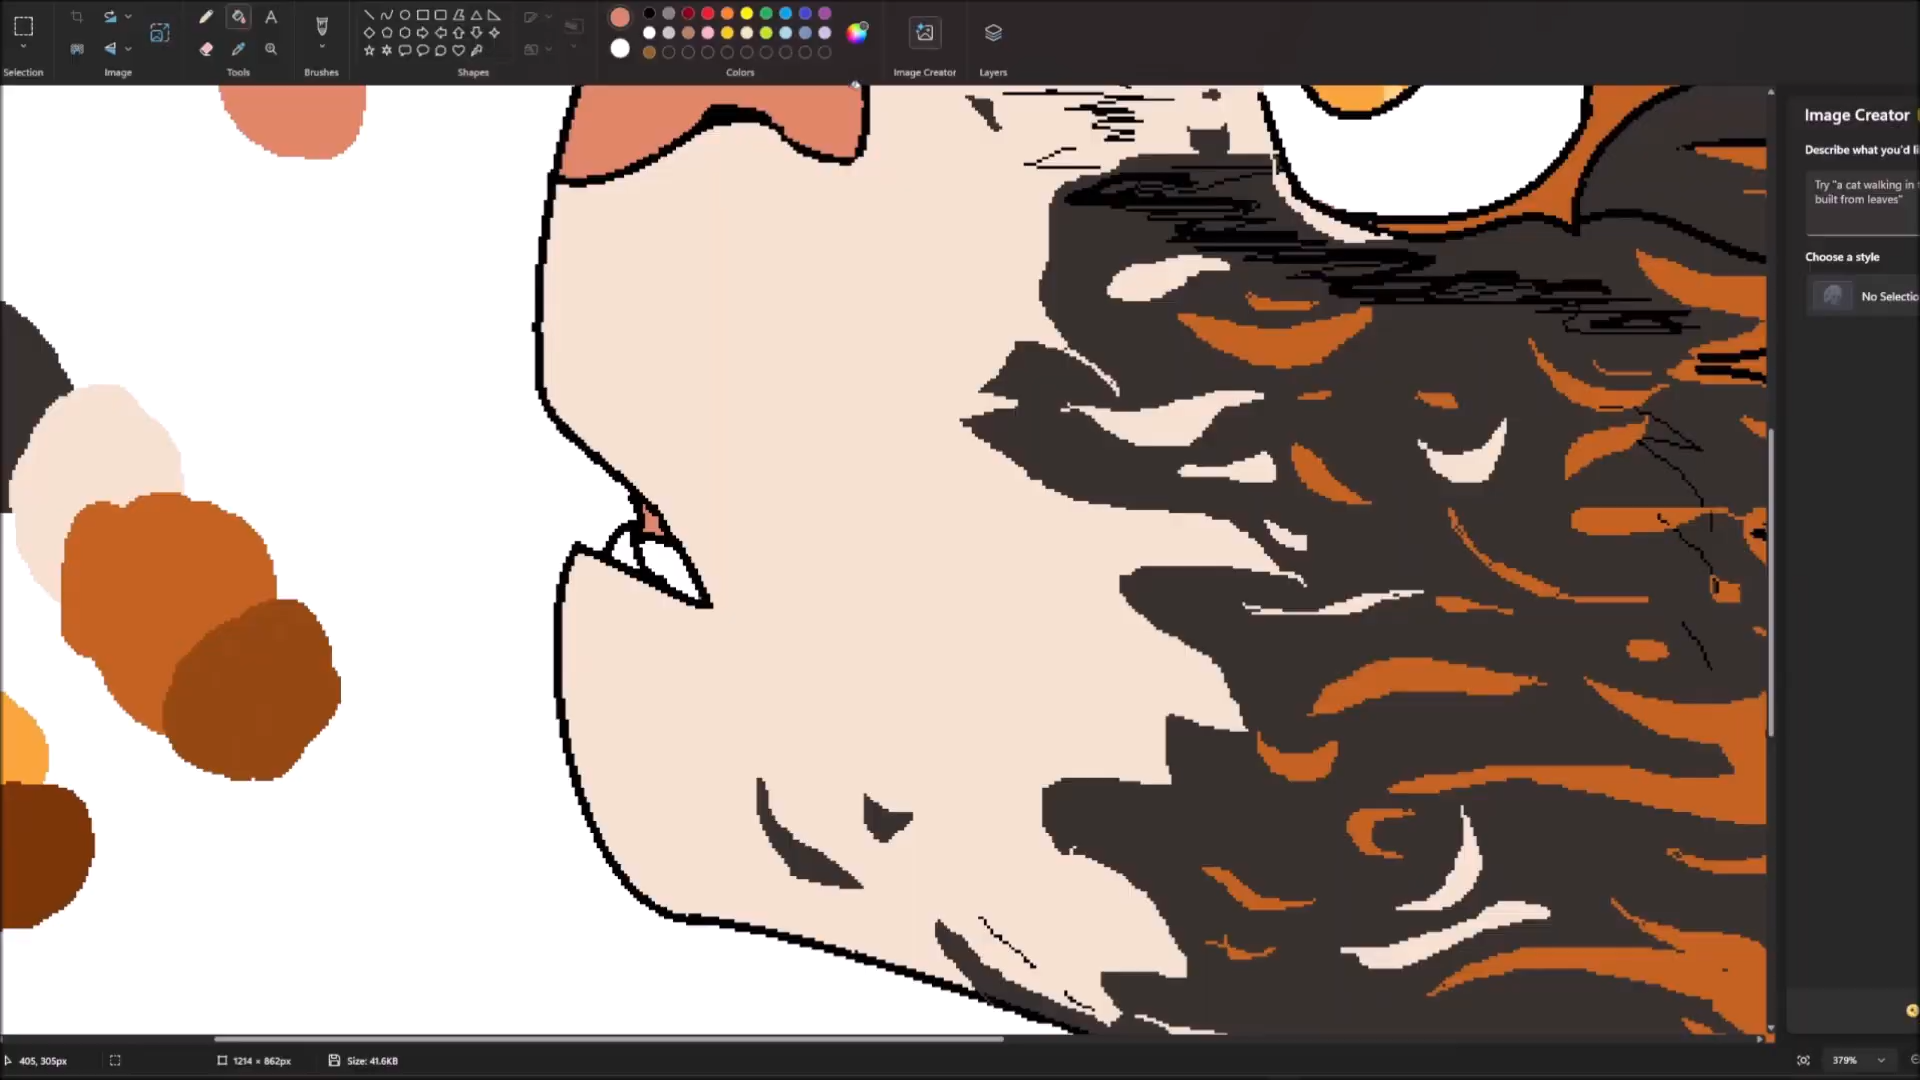 Selection
Image
Tools
Brushes
Shapes
Colors
Image Creator
Layers
Image Creator
Describe what you'd li
Try "a cat walking in
built from leaves"
Choose a style
No Selectio
405, 305px
1214 × 862px
Size: 41.6KB
379%